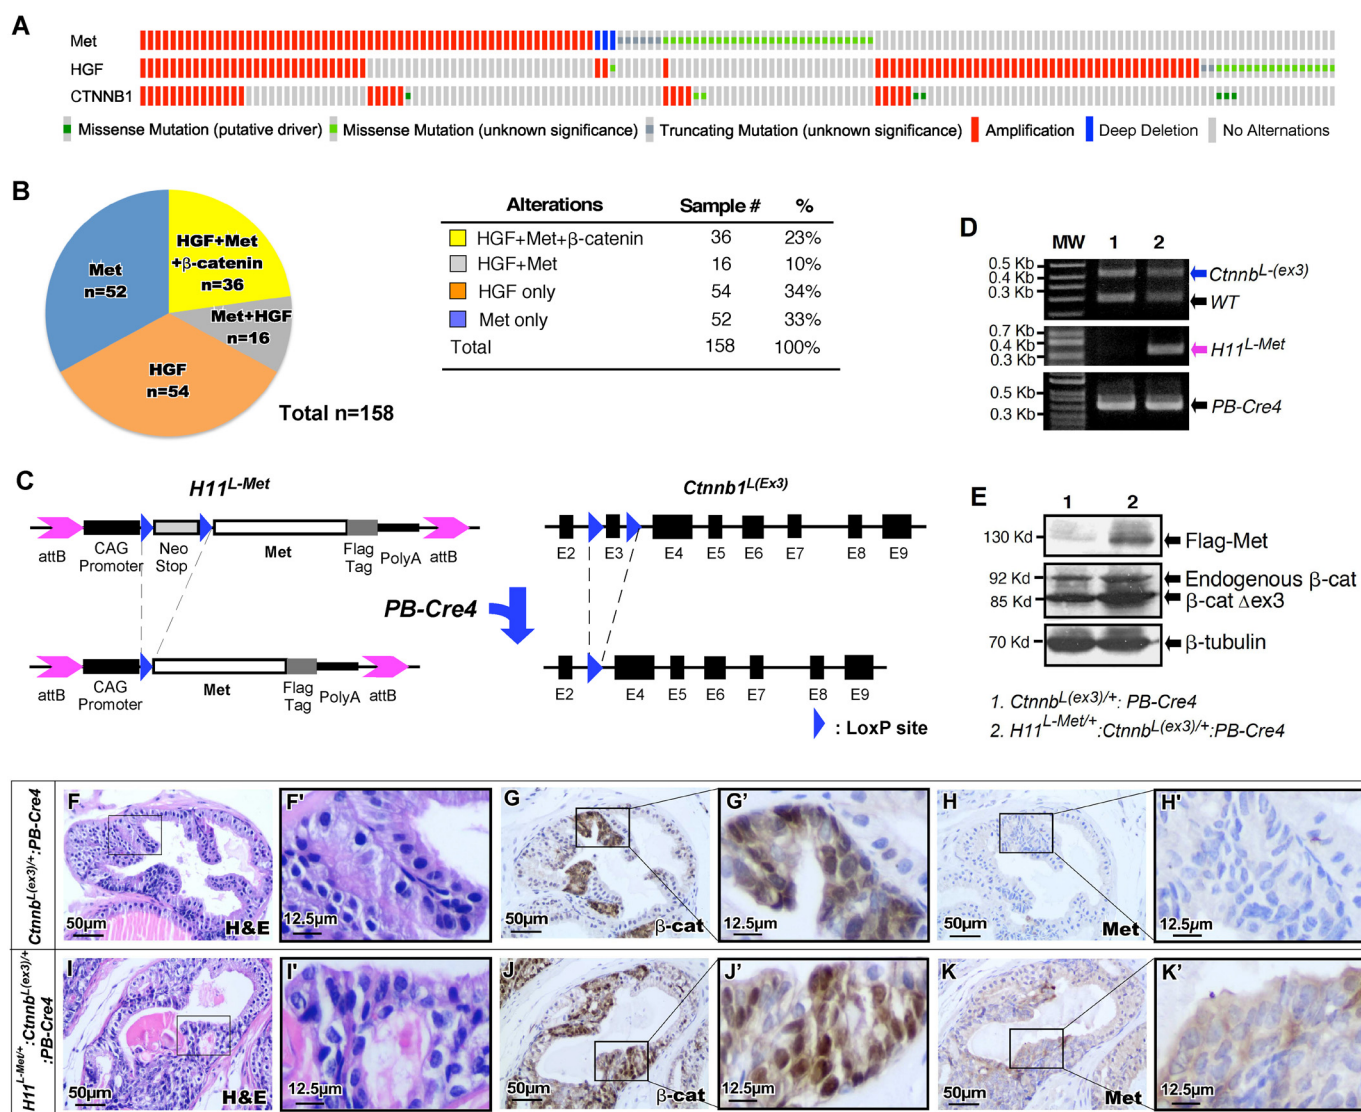 A
Met
HGF
CTNNB1
Missense Mutation (putative driver) Missense Mutation (unknown significance) Truncating Mutation (unknown significance) Amplification Deep Deletion No Alternations
B
HGF+Met
+β-catenin
n=36
Met
n=52
Met+HGF
n=16
HGF
n=54
Total n=158
Alterations Sample # %
HGF+Met+β-catenin 36 23%
HGF+Met 16 10%
HGF only 54 34%
Met only 52 33%
Total 158 100%
D
MW 1 2
0.5 Kb
0.4 Kb
0.3 Kb
Ctnnb^L-(ex3)
WT
0.7 Kb
0.4 Kb
0.3 Kb
H11^L-Met
0.5 Kb
0.3 Kb
PB-Cre4
C
H11^L-Met
attB CAG Promoter Neo Stop Met Flag Tag PolyA attB
Ctnnb1^L(Ex3)
E2 E3 E4 E5 E6 E7 E8 E9
PB-Cre4
attB CAG Promoter Met Flag Tag PolyA attB
E2 E4 E5 E6 E7 E8 E9
: LoxP site
E
1 2
130 Kd Flag-Met
92 Kd Endogenous β-cat
85 Kd β-cat Δex3
70 Kd β-tubulin
1. Ctnnb^L(ex3)/+: PB-Cre4
2. H11^L-Met/+:Ctnnb^L(ex3)/+:PB-Cre4
Ctnnb^L(ex3)/+:PB-Cre4
F 50μm H&E
F' 12.5μm
G 50μm β-cat
G' 12.5μm
H 50μm Met
H' 12.5μm
H11^L-Met/+:Ctnnb^L(ex3)/+
:PB-Cre4
I 50μm H&E
I' 12.5μm
J 50μm β-cat
J' 12.5μm
K 50μm Met
K' 12.5μm